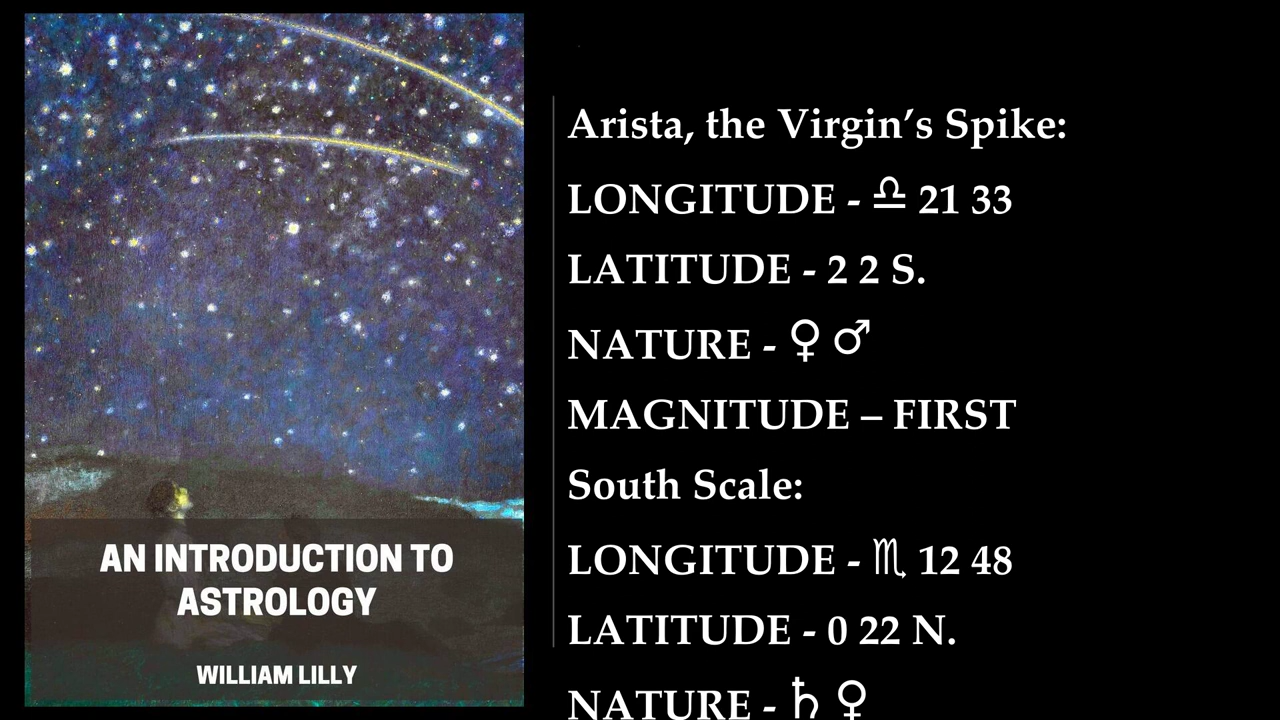 AN INTRODUCTION TO
ASTROLOGY
WILLIAM LILLY
Arista, the Virgin’s Spike:
LONGITUDE - ♎ 21 33
LATITUDE - 2 2 S.
NATURE - ♀ ♂
MAGNITUDE – FIRST
South Scale:
LONGITUDE - ♏ 12 48
LATITUDE - 0 22 N.
NATURE - ♄ ♀